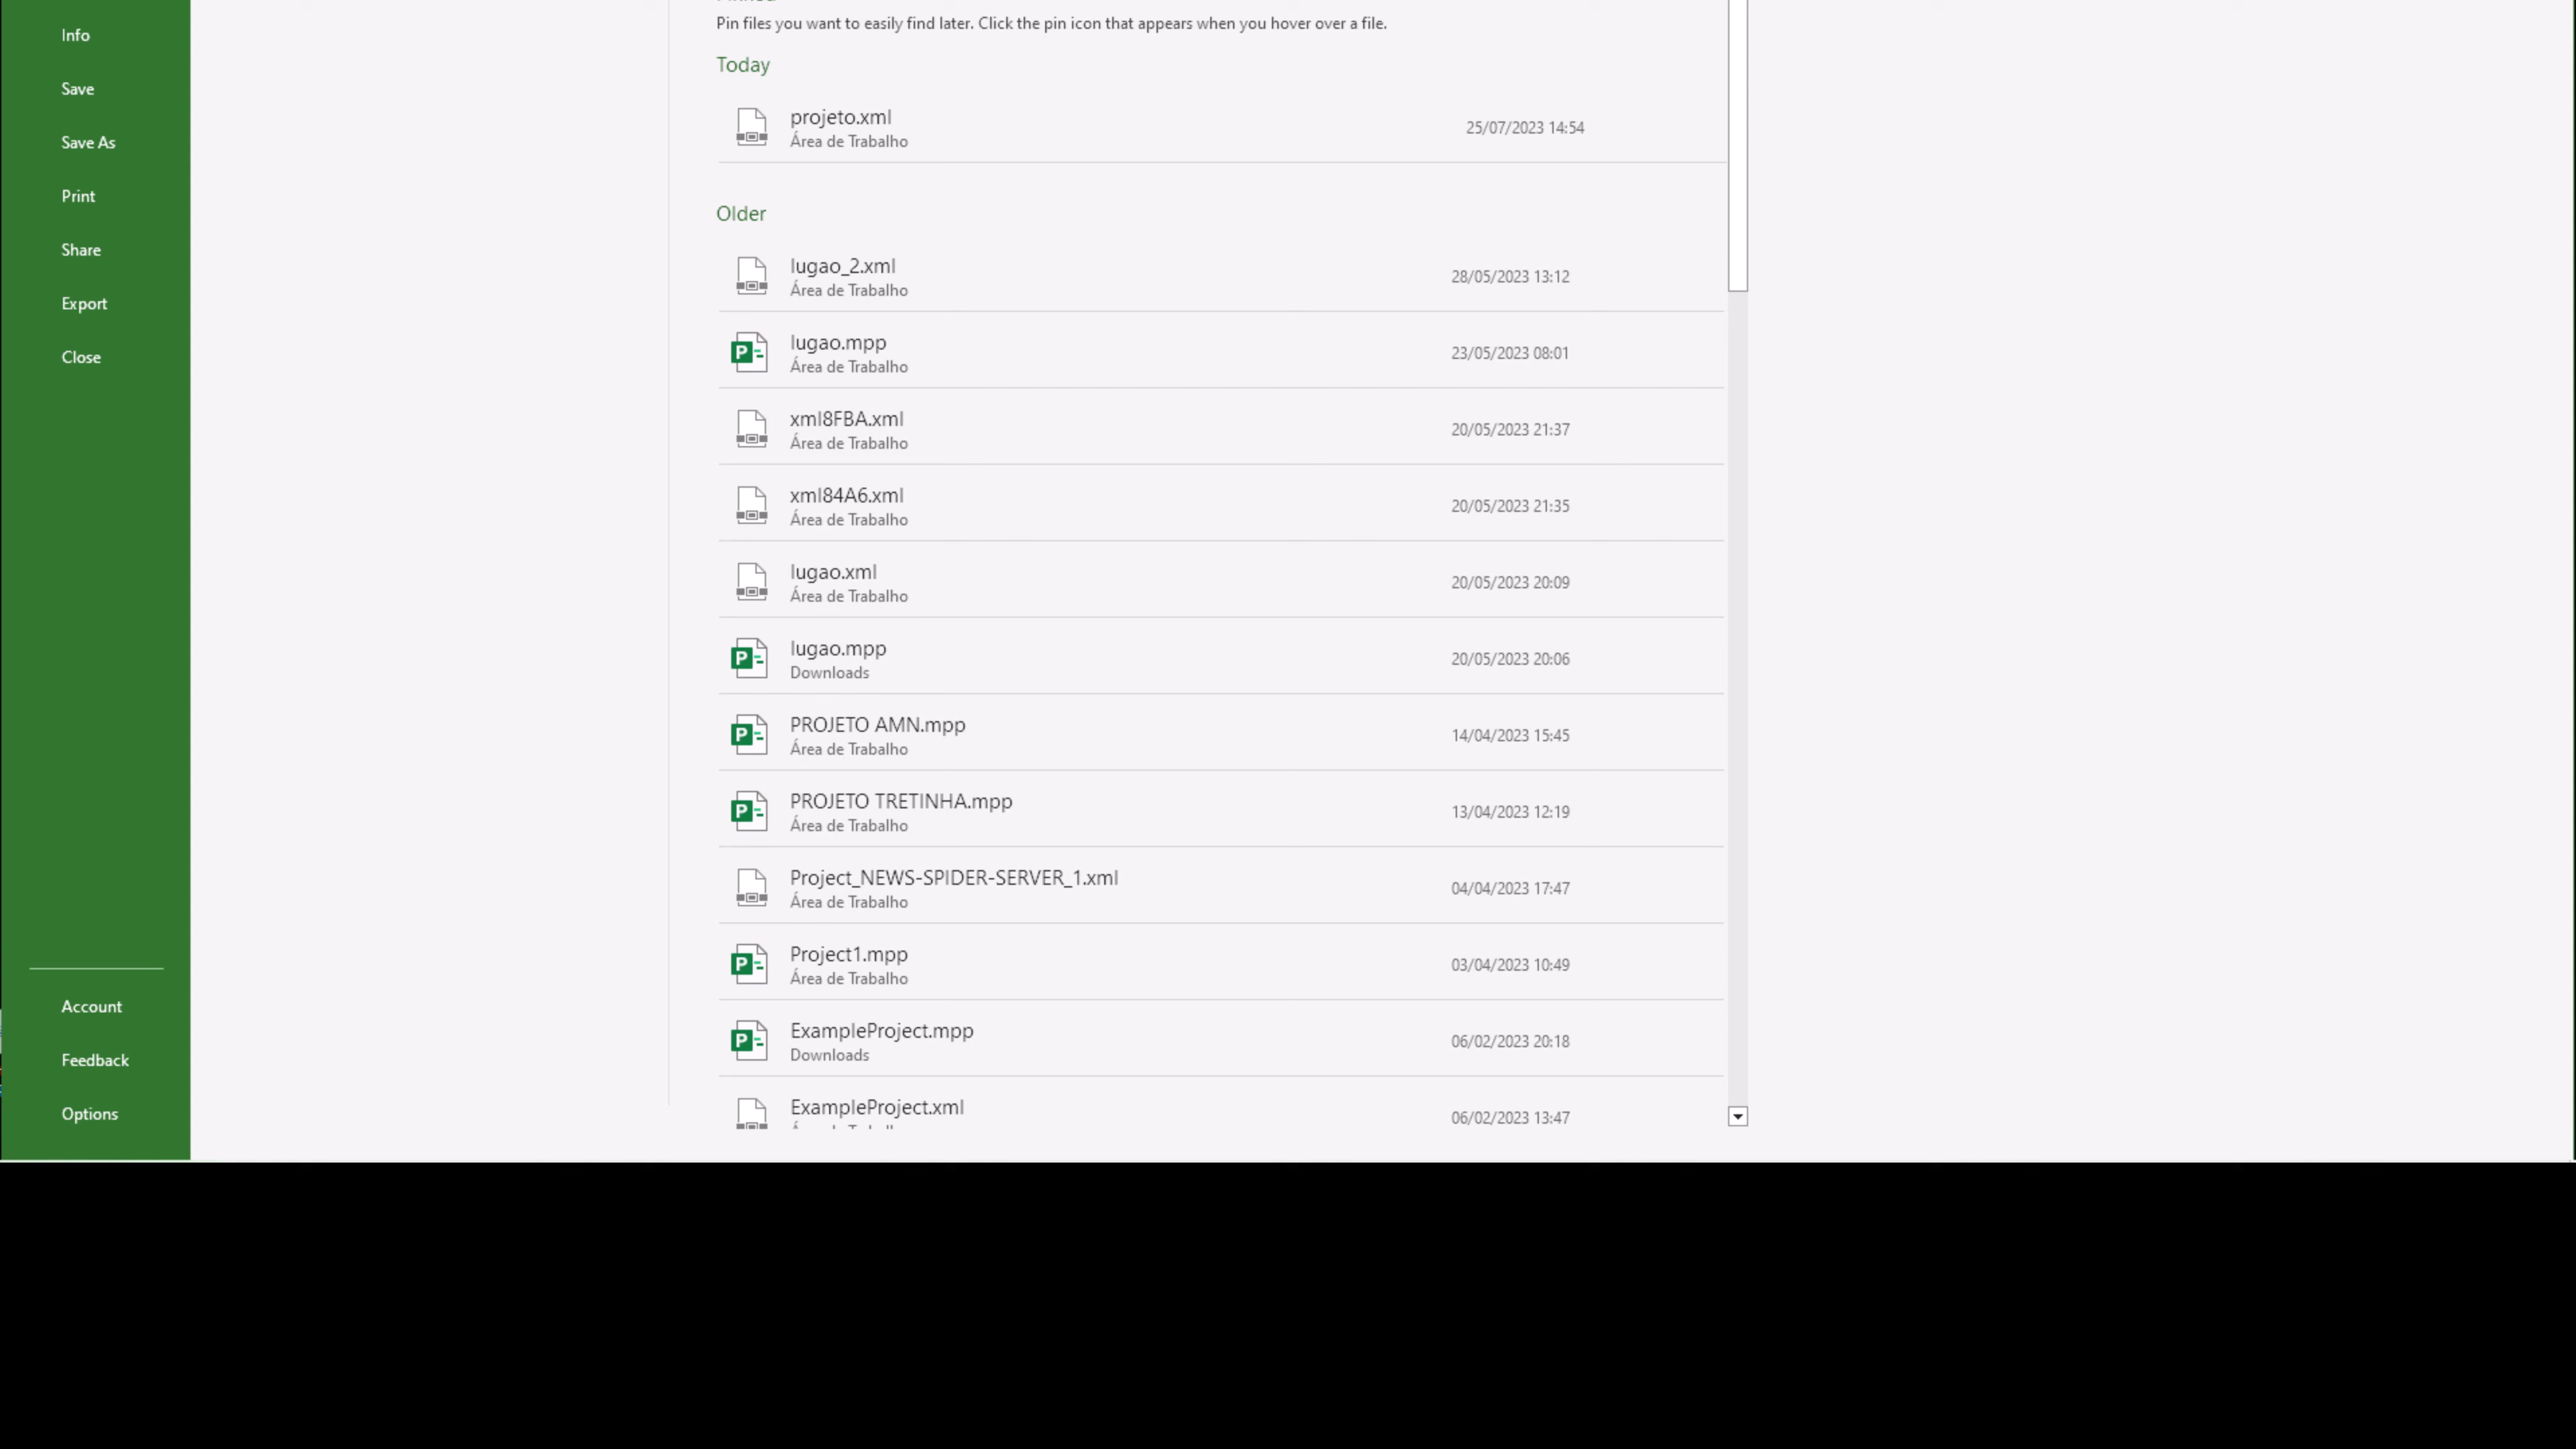 Info
Save
Save As
Print
Share
Export
Close
Account
Feedback
Options
Pin files you want to easily find later. Click the pin icon that appears when you hover over a file.
Today
projeto.xml
Área de Trabalho
25/07/2023 14:54
Older
lugao_2.xml
Área de Trabalho
28/05/2023 13:12
lugao.mpp
Área de Trabalho
23/05/2023 08:01
xml8FBA.xml
Área de Trabalho
20/05/2023 21:37
xml84A6.xml
Área de Trabalho
20/05/2023 21:35
lugao.xml
Área de Trabalho
20/05/2023 20:09
lugao.mpp
Downloads
20/05/2023 20:06
PROJETO AMN.mpp
Área de Trabalho
14/04/2023 15:45
PROJETO TRETINHA.mpp
Área de Trabalho
13/04/2023 12:19
Project_NEWS-SPIDER-SERVER_1.xml
Área de Trabalho
04/04/2023 17:47
Project1.mpp
Área de Trabalho
03/04/2023 10:49
ExampleProject.mpp
Downloads
06/02/2023 20:18
ExampleProject.xml
06/02/2023 13:47